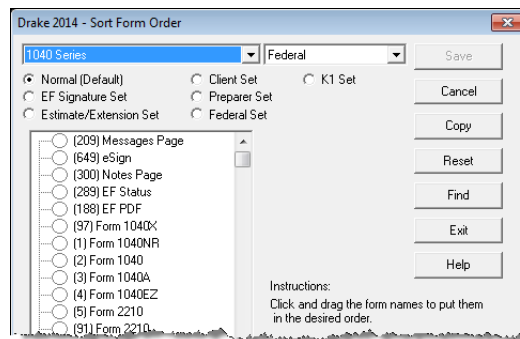 Drake 2014 - Sort Form Order
1040 Series
Federal
Save
Normal (Default)
Client Set
K1 Set
EF Signature Set
Preparer Set
Cancel
Estimate/Extension Set
Federal Set
Copy
(209) Messages Page
(649) eSign
Reset
(300) Notes Page
(289) EF Status
Find
(188) EF PDF
(97) Form 1040X
Exit
(1) Form 1040NR
(2) Form 1040
Help
(3) Form 1040A
(4) Form 1040EZ
(5) Form 2210
(91) Form 2210
Instructions:
Click and drag the form names to put them
in the desired order.